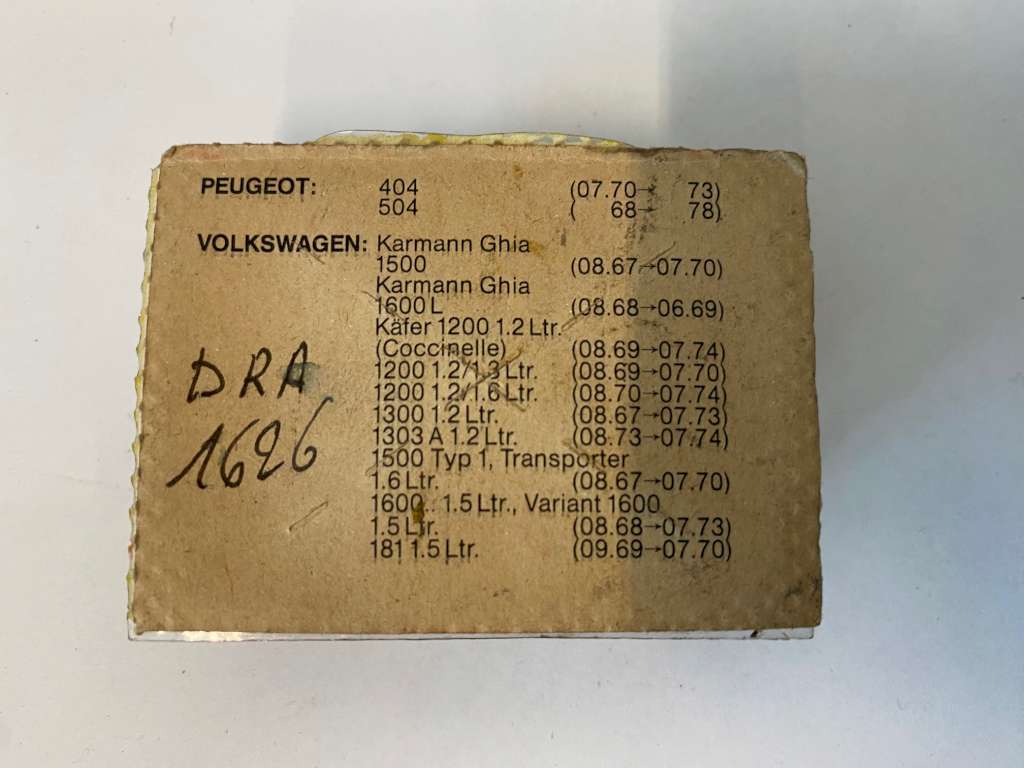 PEUGEOT: 404 (07.70→ 73)
504 ( 68→ 78)
VOLKSWAGEN: Karmann Ghia
1500 (08.67→07.70)
Karmann Ghia
1600 L (08.68→06.69)
Käfer 1200 1.2 Ltr.
(Coccinelle) (08.69→07.74)
1200 1.2/1.3 Ltr. (08.69→07.70)
1200 1.2/1.6 Ltr. (08.70→07.74)
1300 1.2 Ltr. (08.67→07.73)
1303 A 1.2 Ltr. (08.73→07.74)
1500 Typ 1, Transporter
1.6 Ltr. (08.67→07.70)
1600 . 1.5 Ltr., Variant 1600
1.5 Ltr. (08.68→07.73)
181 1.5 Ltr. (09.69→07.70)
DRA
1626